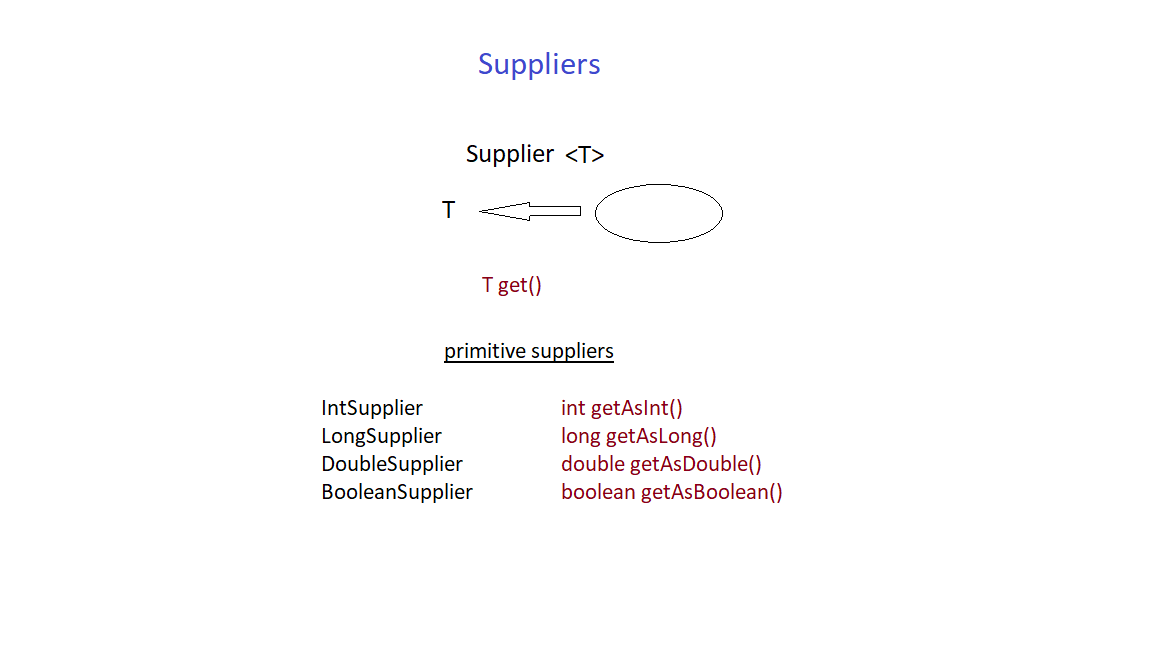 Suppliers
Supplier <T>
T
T get()
primitive suppliers
IntSupplier int getAsInt()
LongSupplier long getAsLong()
DoubleSupplier double getAsDouble()
BooleanSupplier boolean getAsBoolean()